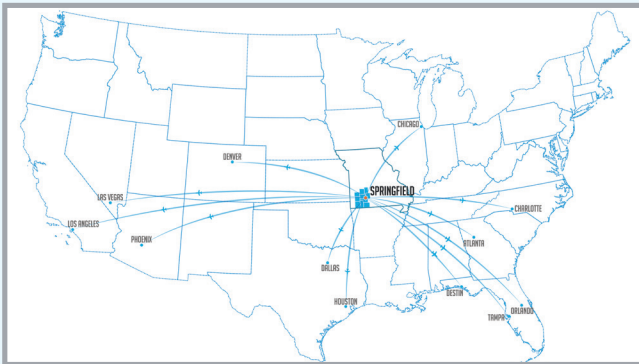 CHICAGO
DENVER
SPRINGFIELD
LAS VEGAS
CHARLOTTE
LOS ANGELES
PHOENIX
ATLANTA
DALLAS
DESTIN
HOUSTON
ORLANDO
TAMPA